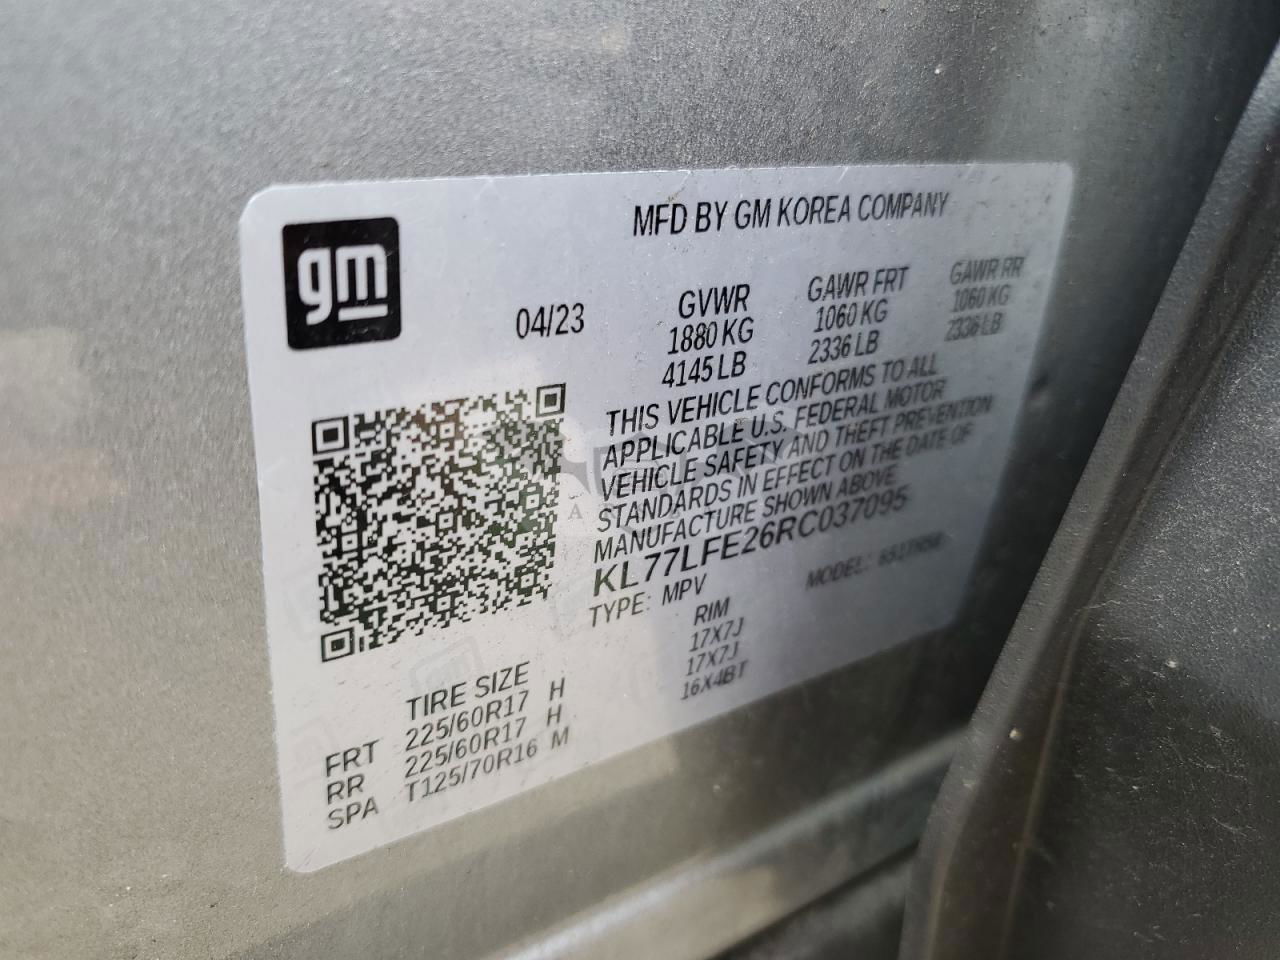 gm
MFD BY GM KOREA COMPANY
04/23
GVWR GAWR FRT GAWR RR
1880 KG 1060 KG 1060 KG
4145 LB 2336 LB 2336 LB
THIS VEHICLE CONFORMS TO ALL
APPLICABLE U.S. FEDERAL MOTOR
VEHICLE SAFETY AND THEFT PREVENTION
STANDARDS IN EFFECT ON THE DATE OF
MANUFACTURE SHOWN ABOVE
KL77LFE26RC037095
TYPE: MPV MODEL:
TIRE SIZE RIM
FRT 225/60R17 H 17X7J
RR 225/60R17 H 17X7J
SPA T125/70R16 M 16X4BT